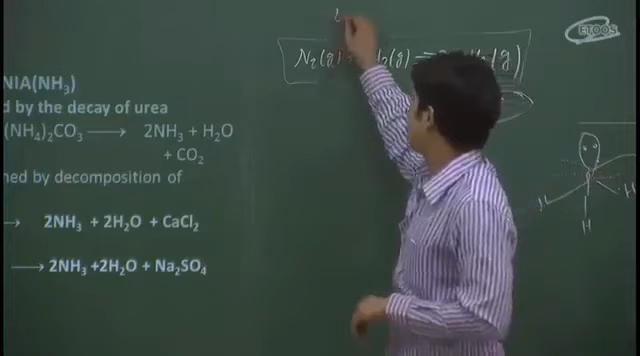 ETOOS
N₂(g) H₂(g) ⇌ (g)
NIA(NH₃)
d by the decay of urea
(NH₄)₂CO₃ ⟶ 2NH₃ + H₂O
+ CO₂
ned by decomposition of
→ 2NH₃ + 2H₂O + CaCl₂
⟶ 2NH₃ +2H₂O + Na₂SO₄
H
H
H